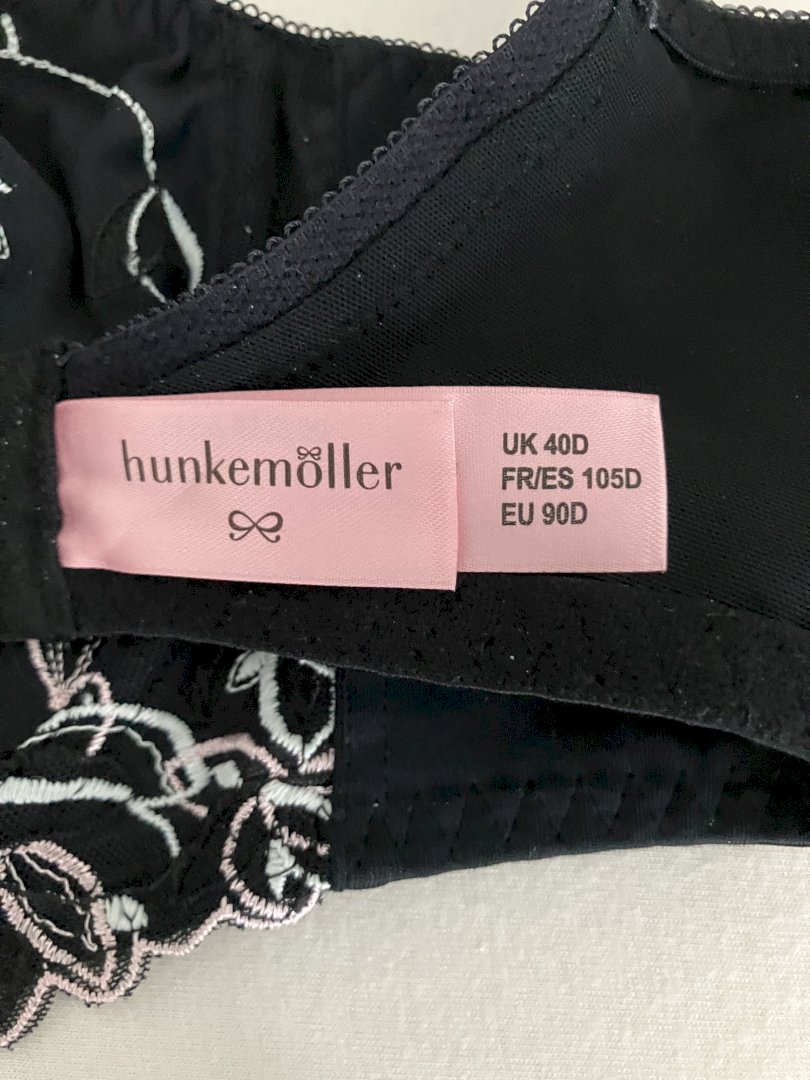 hunkemöller
UK 40D
FR/ES 105D
EU 90D